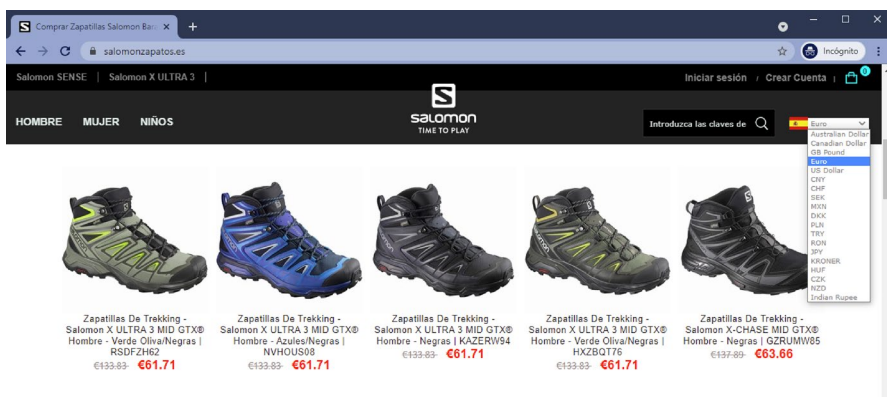 Comprar Zapatillas Salomon Bar
salomonzapatos.es
Incógnito
Salomon SENSE | Salomon X ULTRA 3 |
Iniciar sesión / Crear Cuenta | 0
HOMBRE MUJER NIÑOS
salomon
TIME TO PLAY
Introduzca las claves de
Euro
Australian Dollar
Canadian Dollar
GB Pound
Euro
US Dollar
CNY
CHF
SEK
MXN
DKK
PLN
TRY
RON
JPY
KRONER
HUF
CZK
NZD
Indian Rupee
Zapatillas De Trekking -
Salomon X ULTRA 3 MID GTX®
Hombre - Verde Oliva/Negras |
RSDFZH62
€133.83 €61.71
Zapatillas De Trekking -
Salomon X ULTRA 3 MID GTX®
Hombre - Azules/Negras |
NVHOUS08
€133.83 €61.71
Zapatillas De Trekking -
Salomon X ULTRA 3 MID GTX®
Hombre - Negras | KAZERW94
€133.83 €61.71
Zapatillas De Trekking -
Salomon X ULTRA 3 MID GTX®
Hombre - Verde Oliva/Negras |
HXZBQT76
€133.83 €61.71
Zapatillas De Trekking -
Salomon X-CHASE MID GTX®
Hombre - Negras | GZRUMW85
€137.89 €63.66